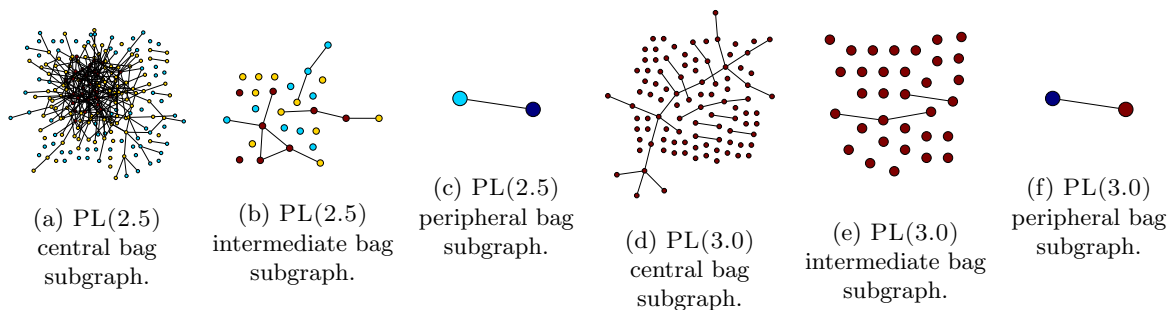 (a) PL(2.5)
central bag
subgraph.
(b) PL(2.5)
intermediate bag
subgraph.
(c) PL(2.5)
peripheral bag
subgraph.
(d) PL(3.0)
central bag
subgraph.
(e) PL(3.0)
intermediate bag
subgraph.
(f) PL(3.0)
peripheral bag
subgraph.